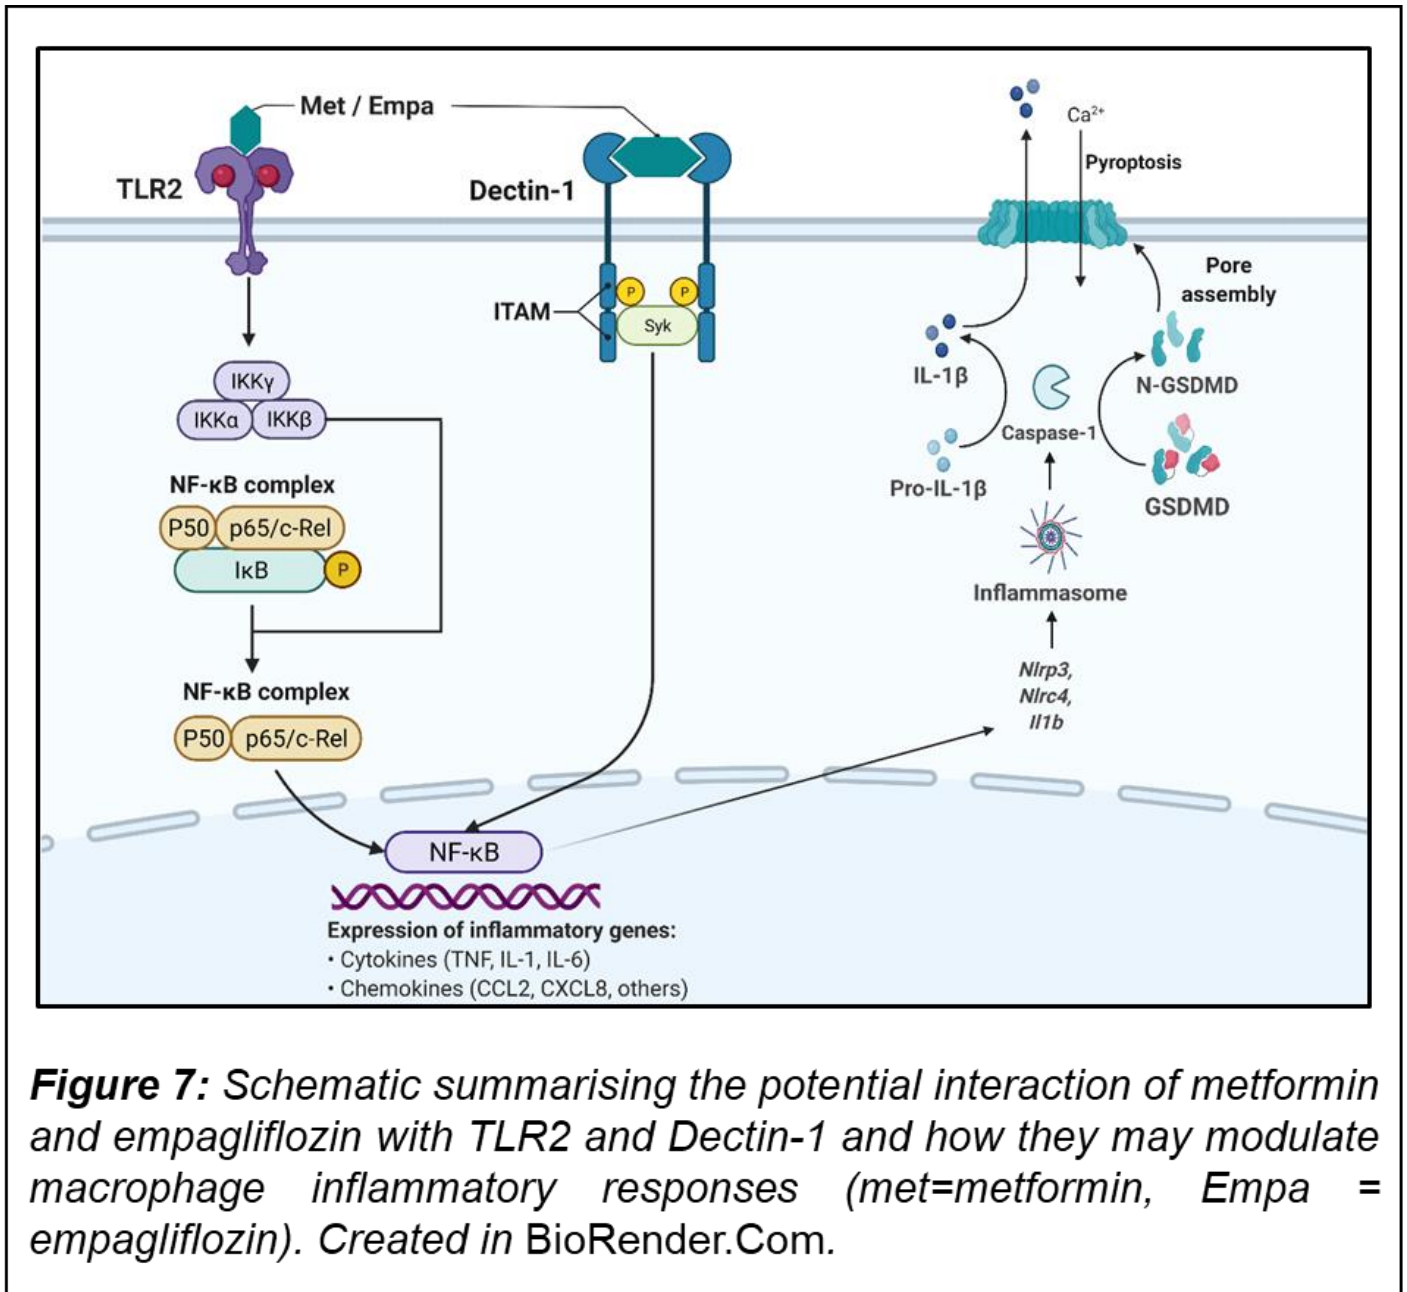 Met / Empa
TLR2
Dectin-1
ITAM
P
P
Syk
IKKγ
IKKα
IKKβ
NF-κB complex
P50
p65/c-Rel
IκB
P
NF-κB complex
P50
p65/c-Rel
NF-κB
Expression of inflammatory genes:
• Cytokines (TNF, IL-1, IL-6)
• Chemokines (CCL2, CXCL8, others)
Ca²⁺
Pyroptosis
Pore
assembly
IL-1β
N-GSDMD
Caspase-1
Pro-IL-1β
GSDMD
Inflammasome
Nlrp3,
Nlrc4,
Il1b
Figure 7: Schematic summarising the potential interaction of metformin
and empagliflozin with TLR2 and Dectin-1 and how they may modulate
macrophage inflammatory responses (met=metformin, Empa =
empagliflozin). Created in BioRender.Com.